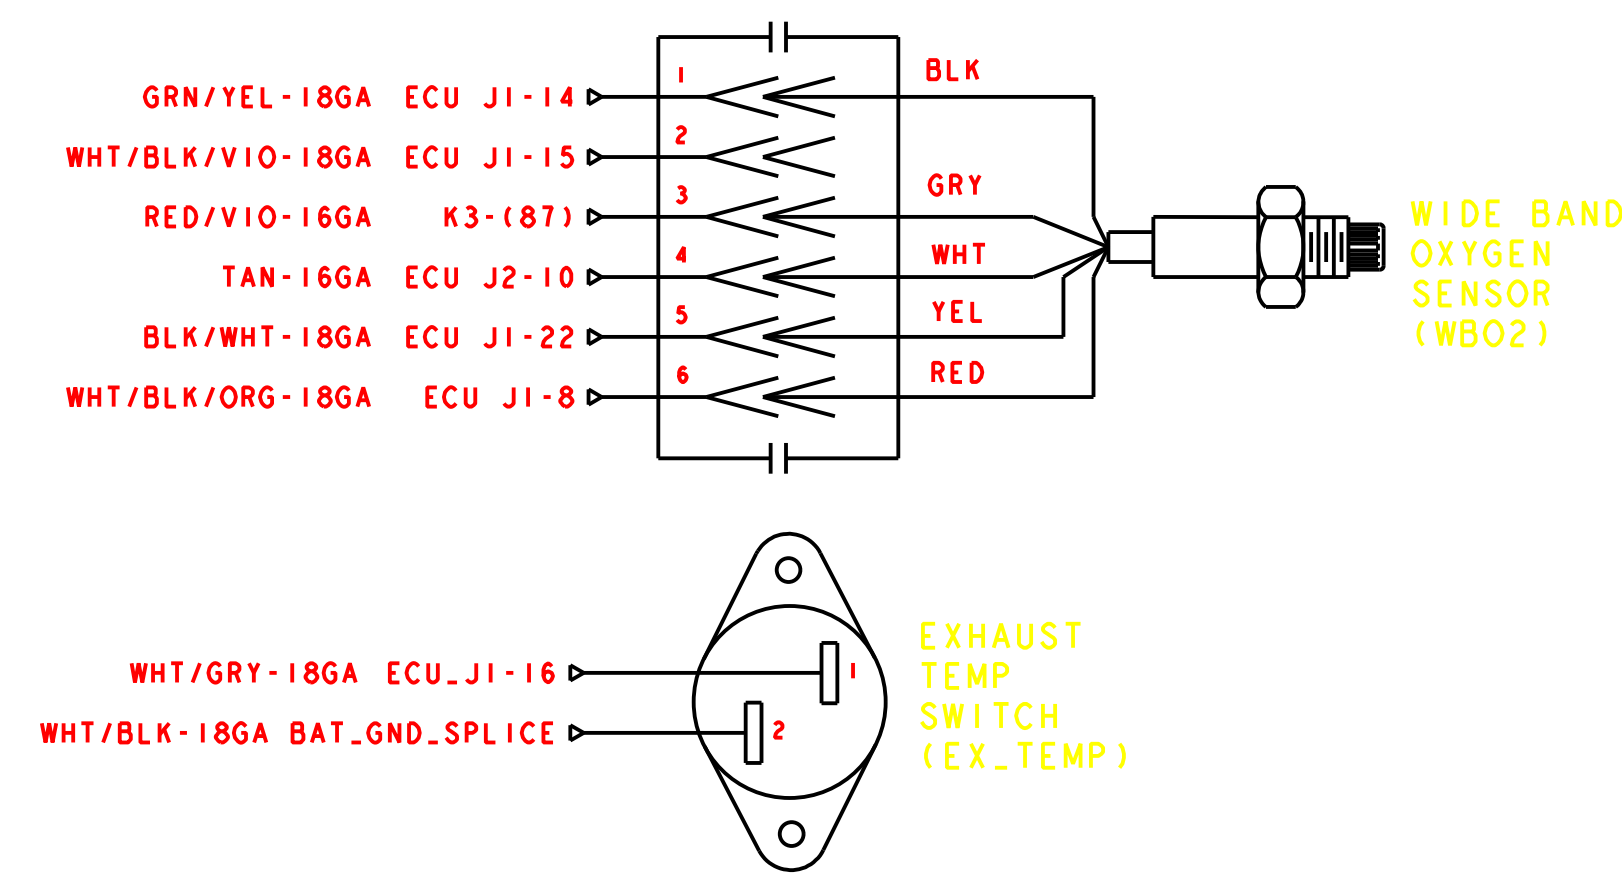 1 BLK
GRN/YEL-18GA ECU J1-14
2
WHT/BLK/VIO-18GA ECU J1-15
3 GRY
RED/VIO-16GA K3-(87)
4 WHT
TAN-16GA ECU J2-10
5 YEL
BLK/WHT-18GA ECU J1-22
6 RED
WHT/BLK/ORG-18GA ECU J1-8
WIDE BAND
OXYGEN
SENSOR
(WBO2)
WHT/GRY-18GA ECU_J1-16 1
WHT/BLK-18GA BAT_GND_SPLICE 2
EXHAUST
TEMP
SWITCH
(EX_TEMP)